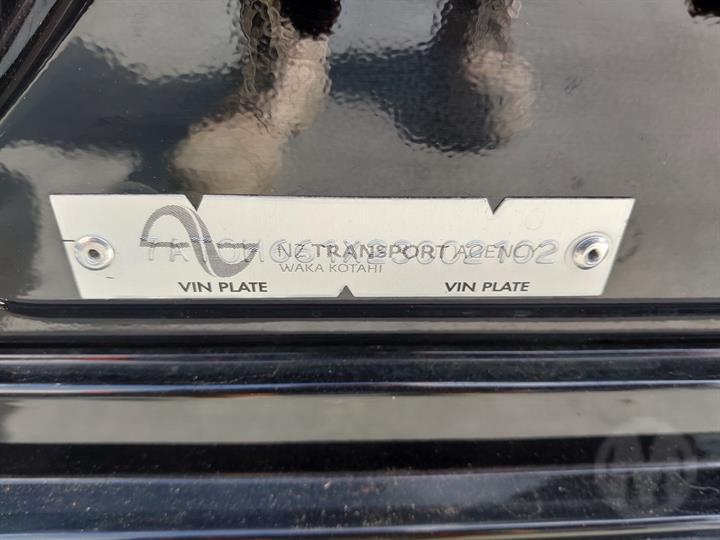 NZ TRANSPORT AGENCY
WAKA KOTAHI
VIN PLATE VIN PLATE